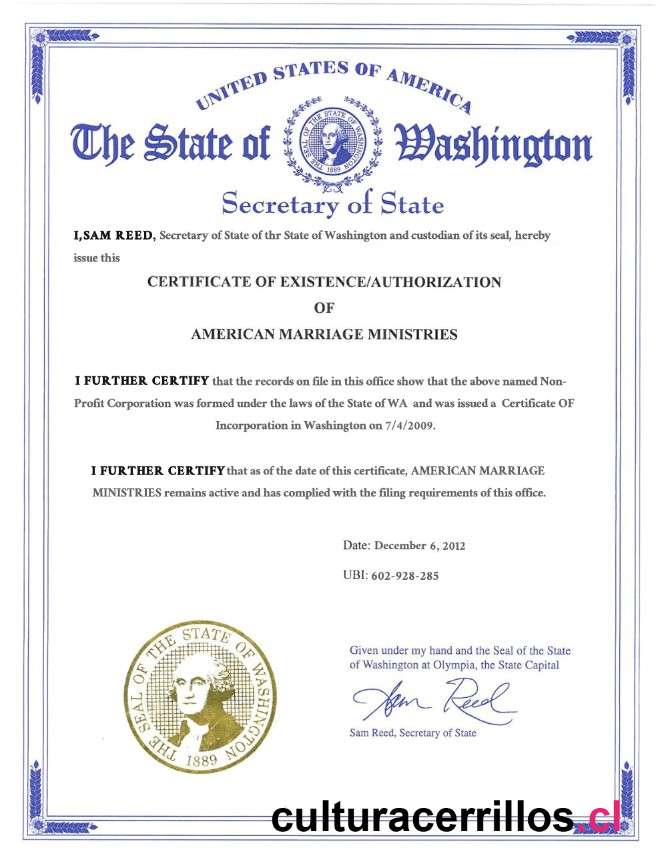 UNITED STATES OF AMERICA
The State of Washington
THE SEAL OF THE STATE OF WASHINGTON
1889
Secretary of State
I,SAM REED, Secretary of State of thr State of Washington and custodian of its seal, hereby
issue this
CERTIFICATE OF EXISTENCE/AUTHORIZATION
OF
AMERICAN MARRIAGE MINISTRIES
I FURTHER CERTIFY that the records on file in this office show that the above named Non-
Profit Corporation was formed under the laws of the State of WA and was issued a Certificate OF
Incorporation in Washington on 7/4/2009.
I FURTHER CERTIFY that as of the date of this certificate, AMERICAN MARRIAGE
MINISTRIES remains active and has complied with the filing requirements of this office.
Date: December 6, 2012
UBI: 602-928-285
THE SEAL OF THE STATE OF WASHINGTON
1889
Given under my hand and the Seal of the State
of Washington at Olympia, the State Capital
Sam Reed
Sam Reed, Secretary of State
culturacerrillos.cl